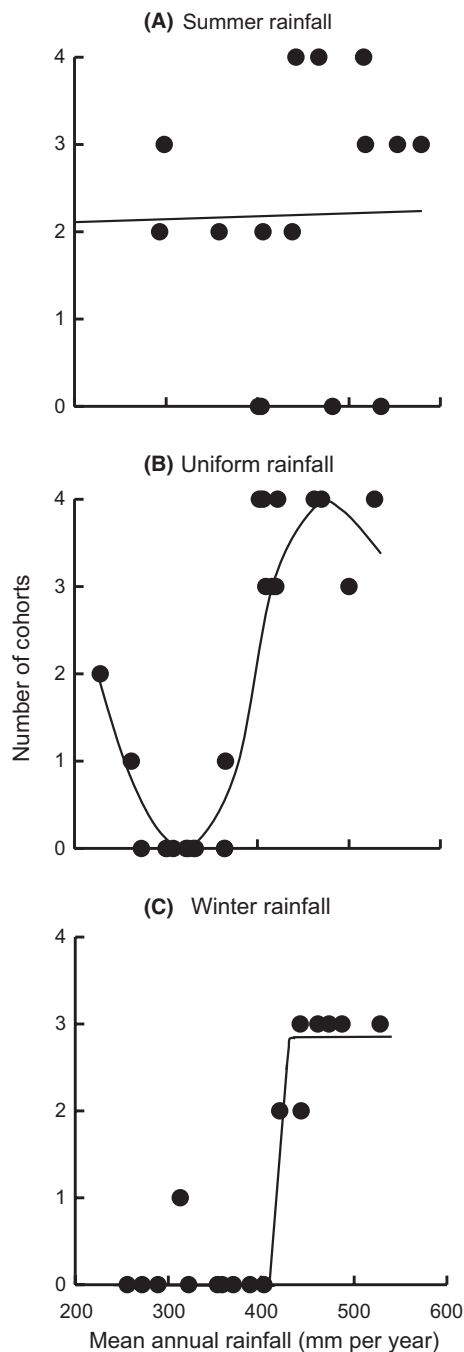 (A) Summer rainfall
4
3
2
1
0
(B) Uniform rainfall
4
3
2
1
0
Number of cohorts
(C) Winter rainfall
4
3
2
1
0
200 300 400 500 600
Mean annual rainfall (mm per year)